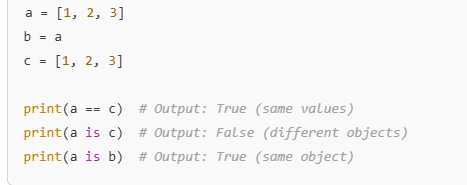 a = [1, 2, 3]
b = a
c = [1, 2, 3]
print(a == c)  # Output: True (same values)
print(a is c)  # Output: False (different objects)
print(a is b)  # Output: True (same object)